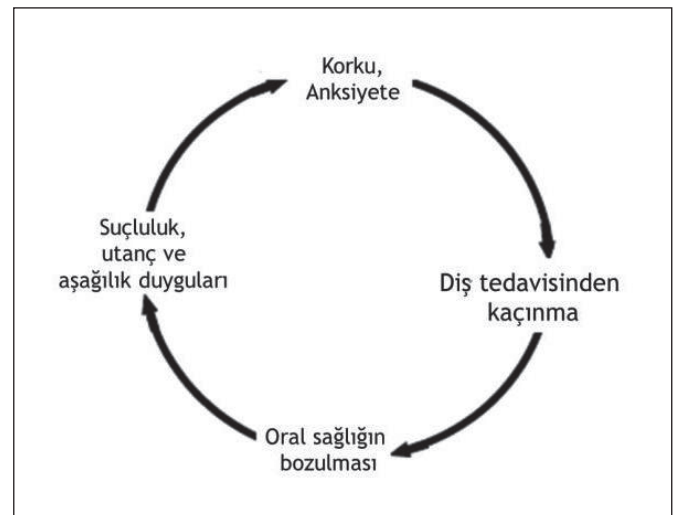 Korku,
Anksiyete
Diş tedavisinden
kaçınma
Oral sağlığın
bozulması
Suçluluk,
utanç ve
aşağılık duyguları